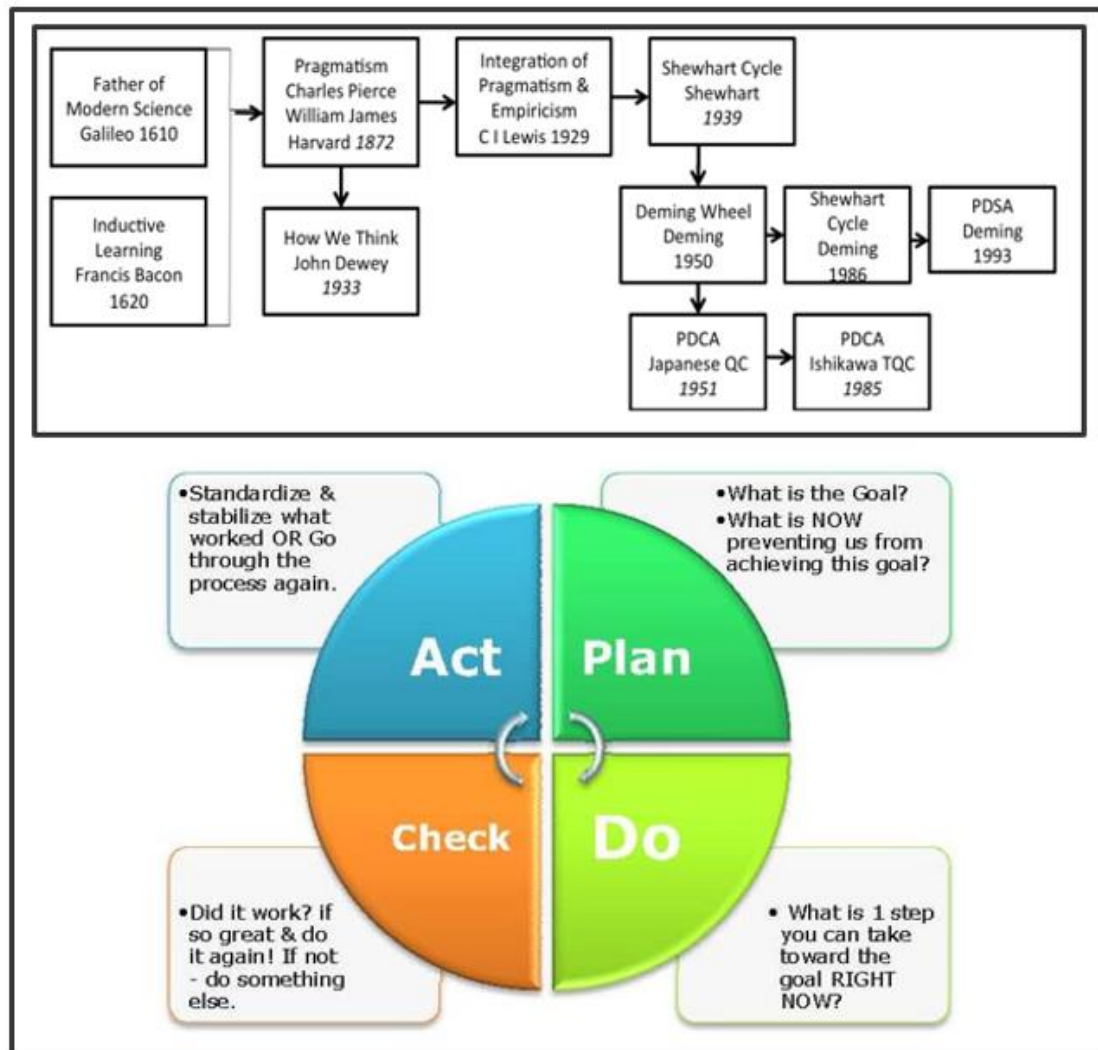 Father of
Modern Science
Galileo 1610
Inductive
Learning
Francis Bacon
1620
Pragmatism
Charles Pierce
William James
Harvard 1872
How We Think
John Dewey
1933
Integration of
Pragmatism &
Empiricism
C I Lewis 1929
Shewhart Cycle
Shewhart
1939
Deming Wheel
Deming
1950
Shewhart
Cycle
Deming
1986
PDSA
Deming
1993
PDCA
Japanese QC
1951
PDCA
Ishikawa TQC
1985
•Standardize &
stabilize what
worked OR Go
through the
process again.
•What is the Goal?
•What is NOW
preventing us from
achieving this goal?
Act
Plan
Check
Do
•Did it work? if
so great & do
it again! If not
- do something
else.
• What is 1 step
you can take
toward the
goal RIGHT
NOW?